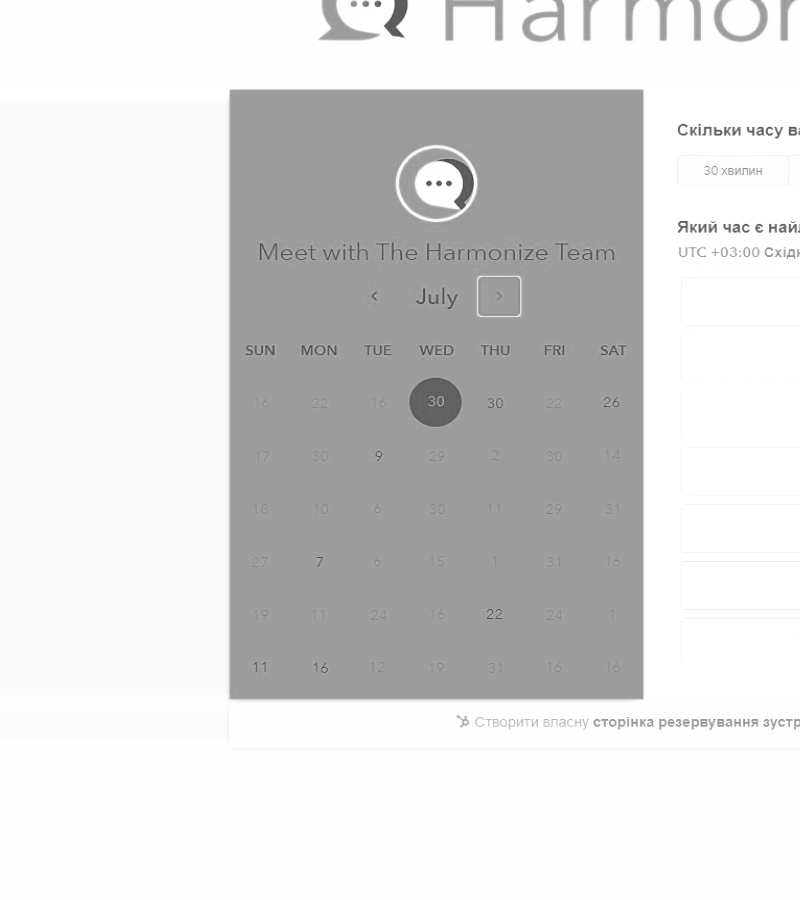 Harmon
Meet with The Harmonize Team
July
SUN MON TUE WED THU FRI SAT
16 22 16 30 30 22 26
17 30 9 29 2 30 14
18 10 6 30 11 29 31
27 7 6 15 1 31 16
19 11 24 16 22 24 1
11 16 12 19 31 16 16
Скільки часу ва
30 хвилин
Який час є най
UTC +03:00 Східн
Створити власну сторінка резервування зустр